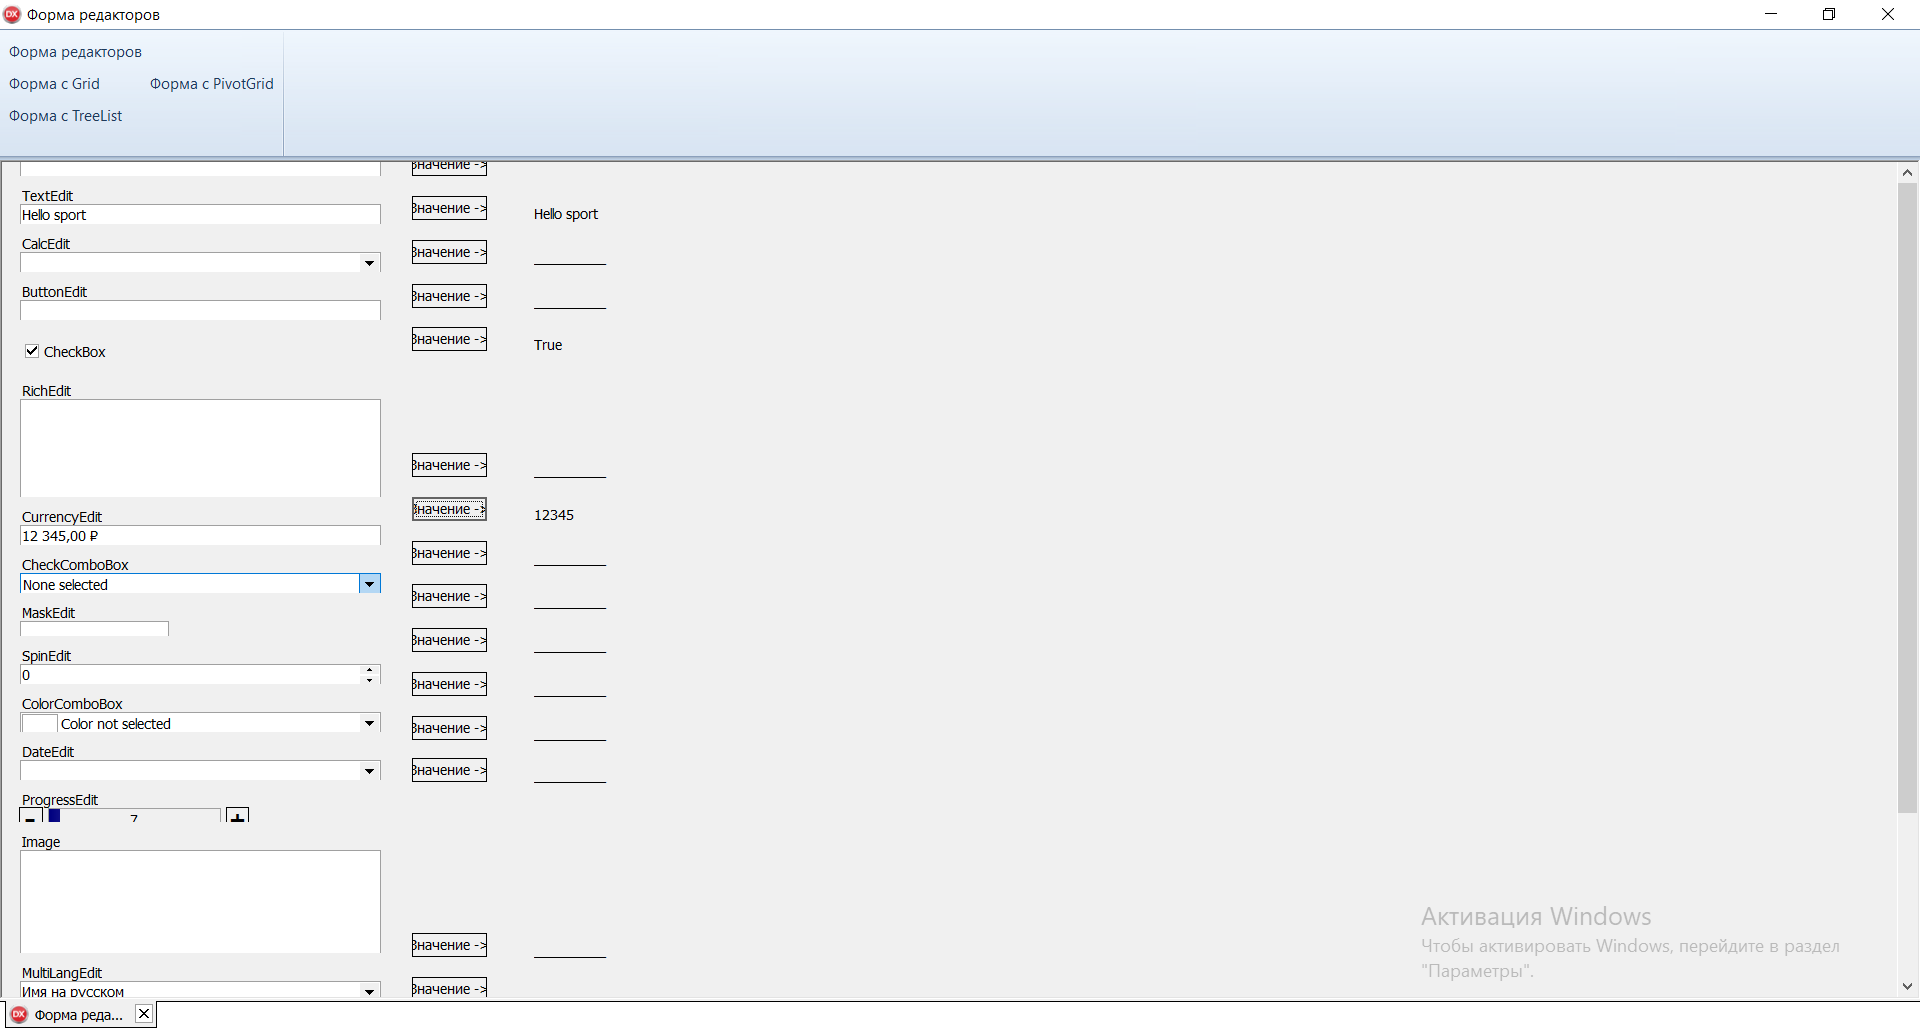 Форма редакторов
Форма редакторов
Форма с Grid
Форма с PivotGrid
Форма с TreeList
Значение ->
TextEdit
Hello sport
Значение ->
Hello sport
CalcEdit
Значение ->
ButtonEdit
Значение ->
CheckBox
Значение ->
True
RichEdit
Значение ->
CurrencyEdit
12 345,00 ₽
Значение ->
12345
CheckComboBox
None selected
Значение ->
MaskEdit
Значение ->
SpinEdit
0
Значение ->
ColorComboBox
Color not selected
Значение ->
DateEdit
Значение ->
ProgressEdit
- 7 +
Значение ->
Image
Значение ->
MultiLangEdit
Имя на русском
Значение ->
Активация Windows
Чтобы активировать Windows, перейдите в раздел
"Параметры".
DX Форма реда...